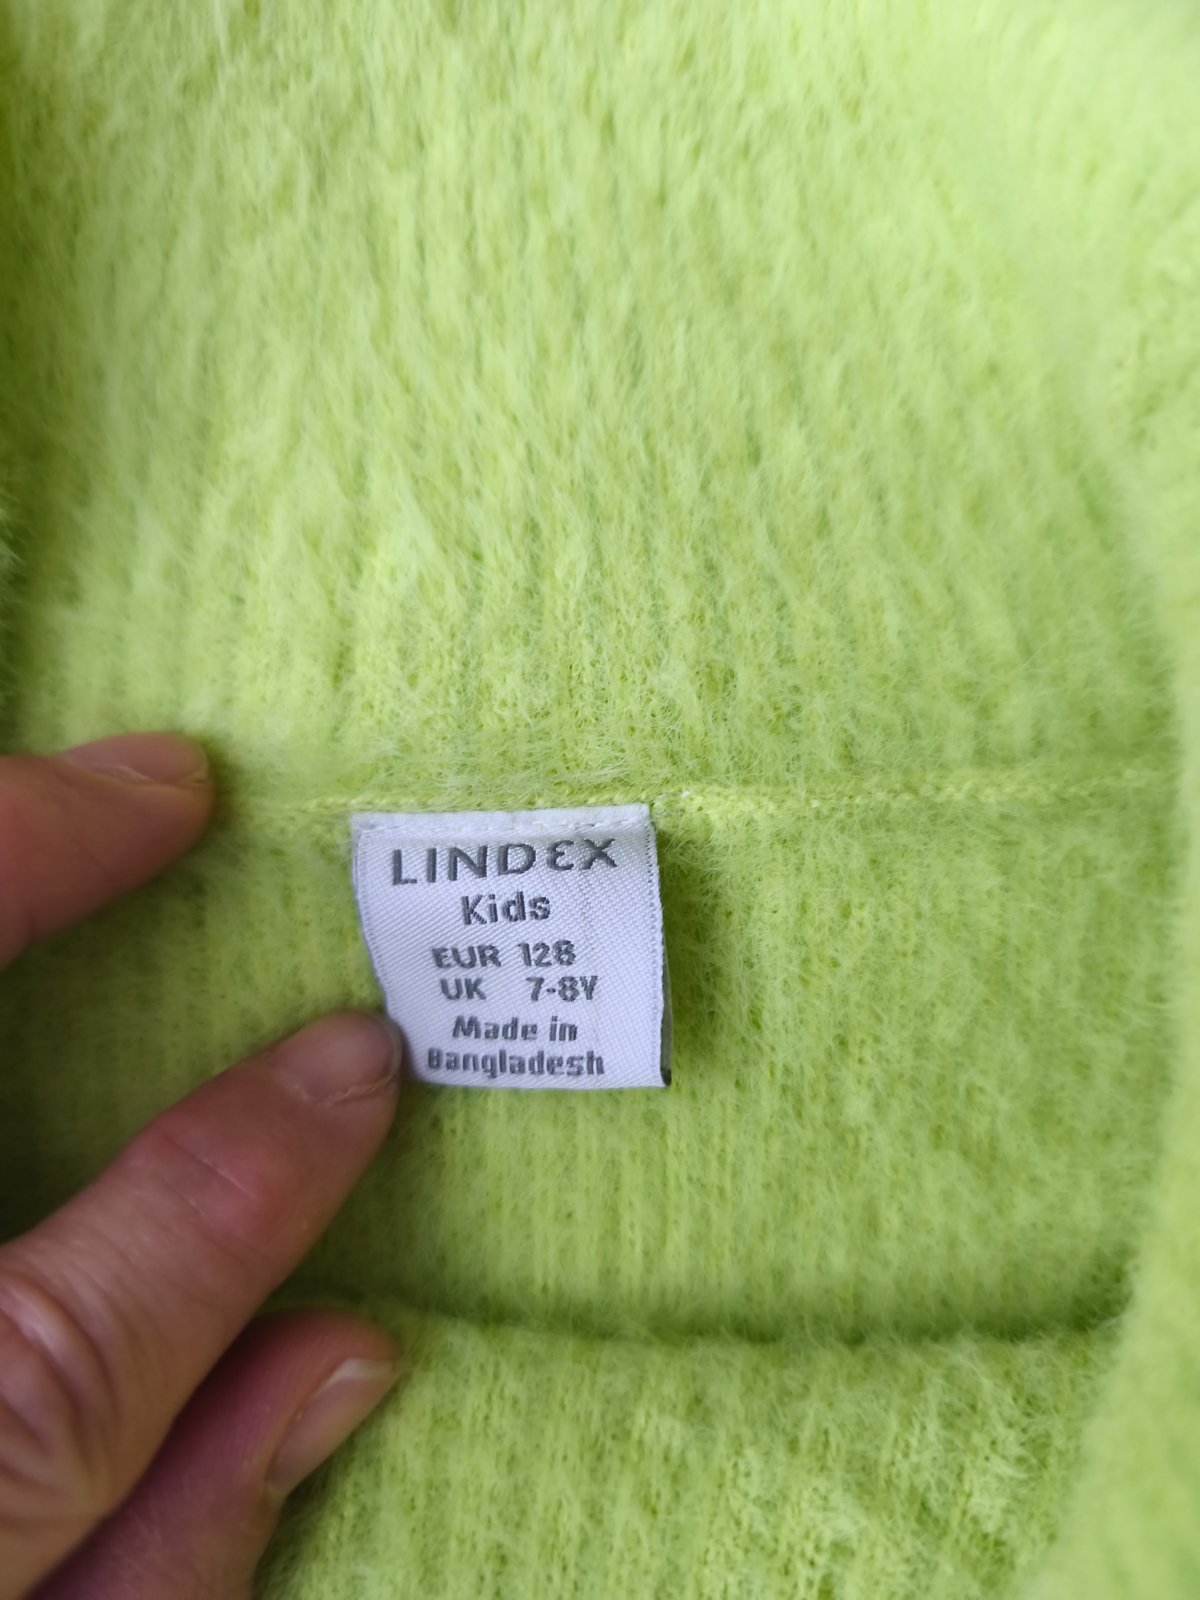 LINDEX
Kids
EUR 128
UK 7-8Y
Made in
Bangladesh